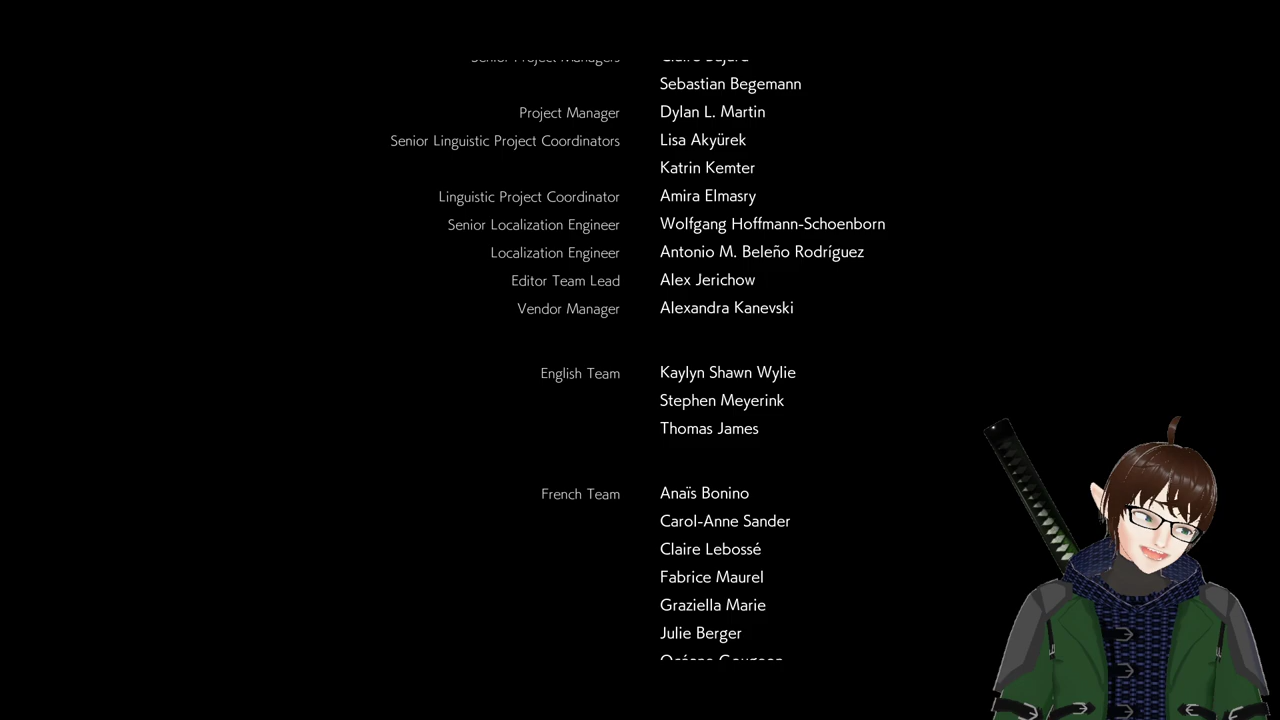 Senior Project Managers
Sebastian Begemann
Project Manager Dylan L. Martin
Senior Linguistic Project Coordinators Lisa Akyürek
Katrin Kemter
Linguistic Project Coordinator Amira Elmasry
Senior Localization Engineer Wolfgang Hoffmann-Schoenborn
Localization Engineer Antonio M. Beleño Rodríguez
Editor Team Lead Alex Jerichow
Vendor Manager Alexandra Kanevski
English Team Kaylyn Shawn Wylie
Stephen Meyerink
Thomas James
French Team Anaïs Bonino
Carol-Anne Sander
Claire Lebossé
Fabrice Maurel
Graziella Marie
Julie Berger